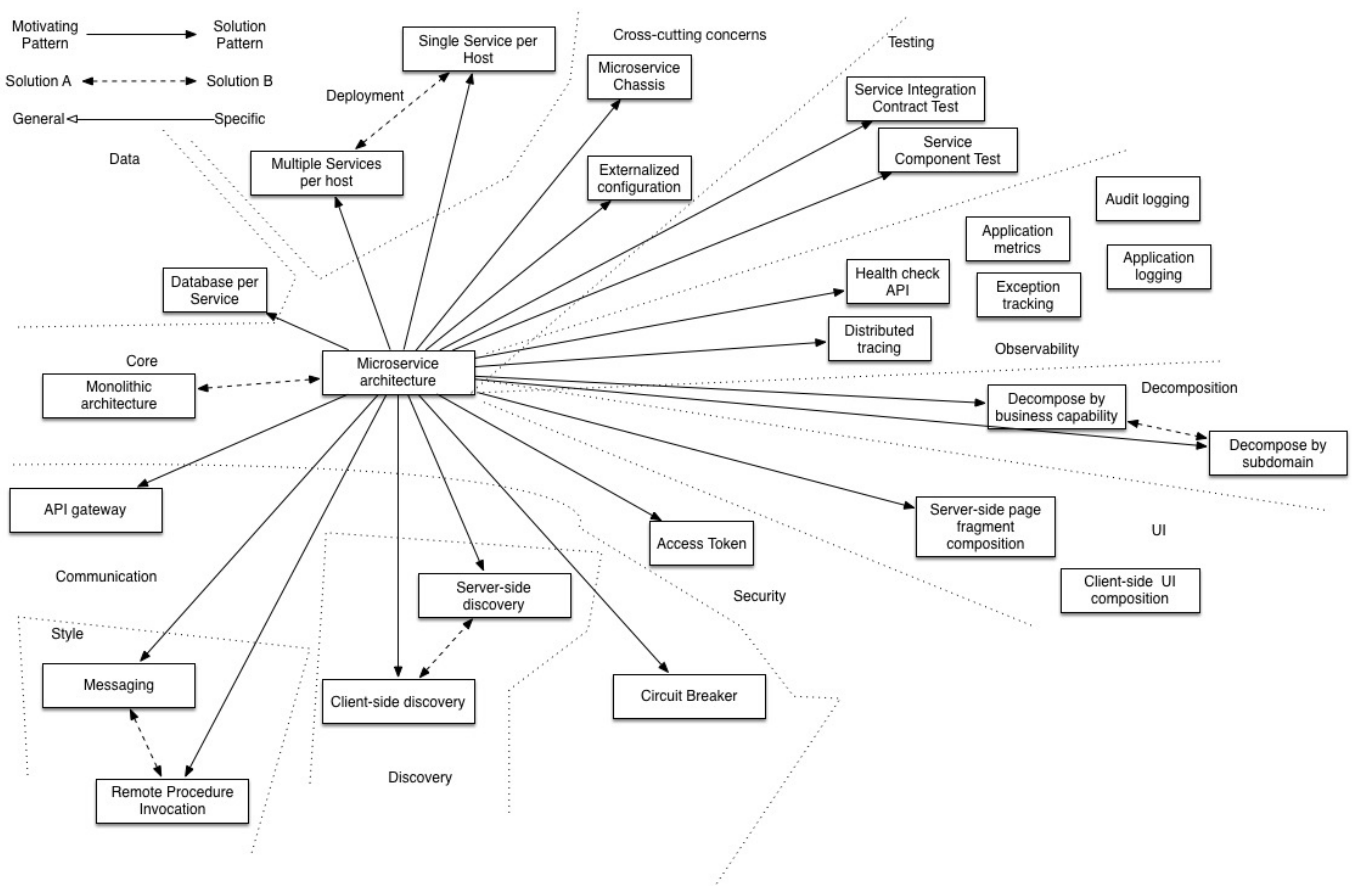 Motivating
Pattern
Solution
Pattern
Solution A
Solution B
General
Specific
Data
Deployment
Single Service per
Host
Multiple Services
per host
Cross-cutting concerns
Microservice
Chassis
Externalized
configuration
Testing
Service Integration
Contract Test
Service
Component Test
Audit logging
Application
metrics
Application
logging
Health check
API
Exception
tracking
Distributed
tracing
Observability
Database per
Service
Core
Microservice
architecture
Monolithic
architecture
Decomposition
Decompose by
business capability
Decompose by
subdomain
API gateway
Access Token
Server-side page
fragment
composition
UI
Client-side UI
composition
Communication
Server-side
discovery
Security
Style
Messaging
Client-side discovery
Circuit Breaker
Discovery
Remote Procedure
Invocation